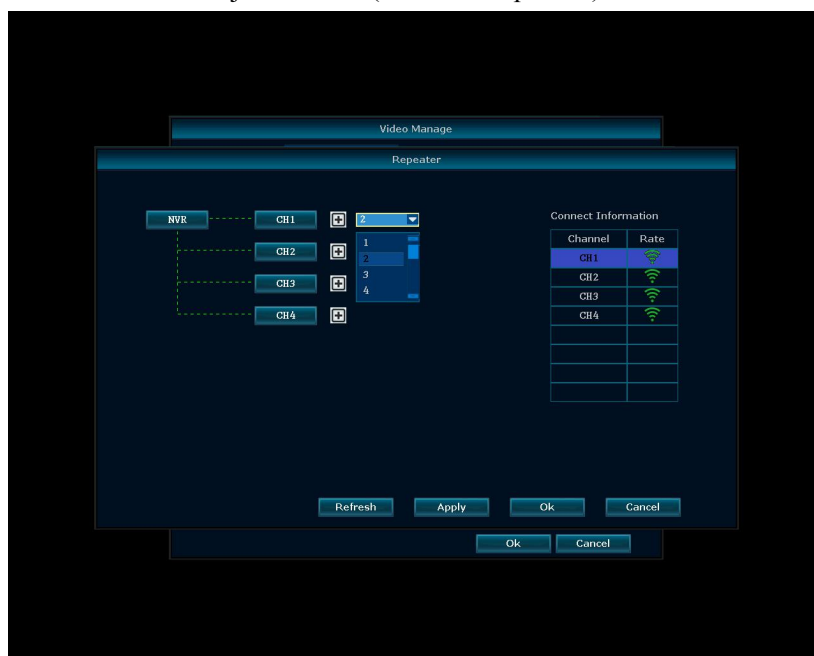 Video Manage
Repeater
NVR CH1 2
CH2
CH3
CH4
1
2
3
4
Connect Information
Channel Rate
CH1
CH2
CH3
CH4
Refresh Apply Ok Cancel
Ok Cancel